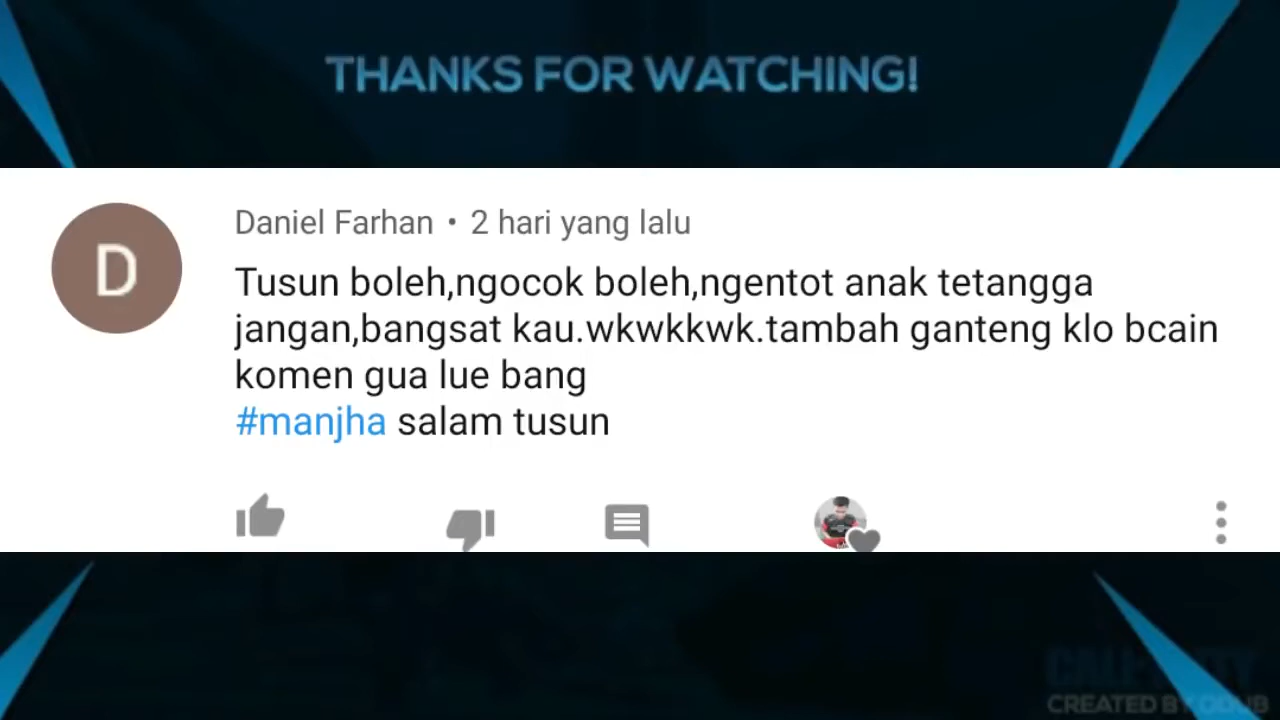 THANKS FOR WATCHING!
D
Daniel Farhan • 2 hari yang lalu
Tusun boleh,ngocok boleh,ngentot anak tetangga
jangan,bangsat kau.wkwkkwk.tambah ganteng klo bcain
komen gua lue bang
#manjha salam tusun
CREATED BY